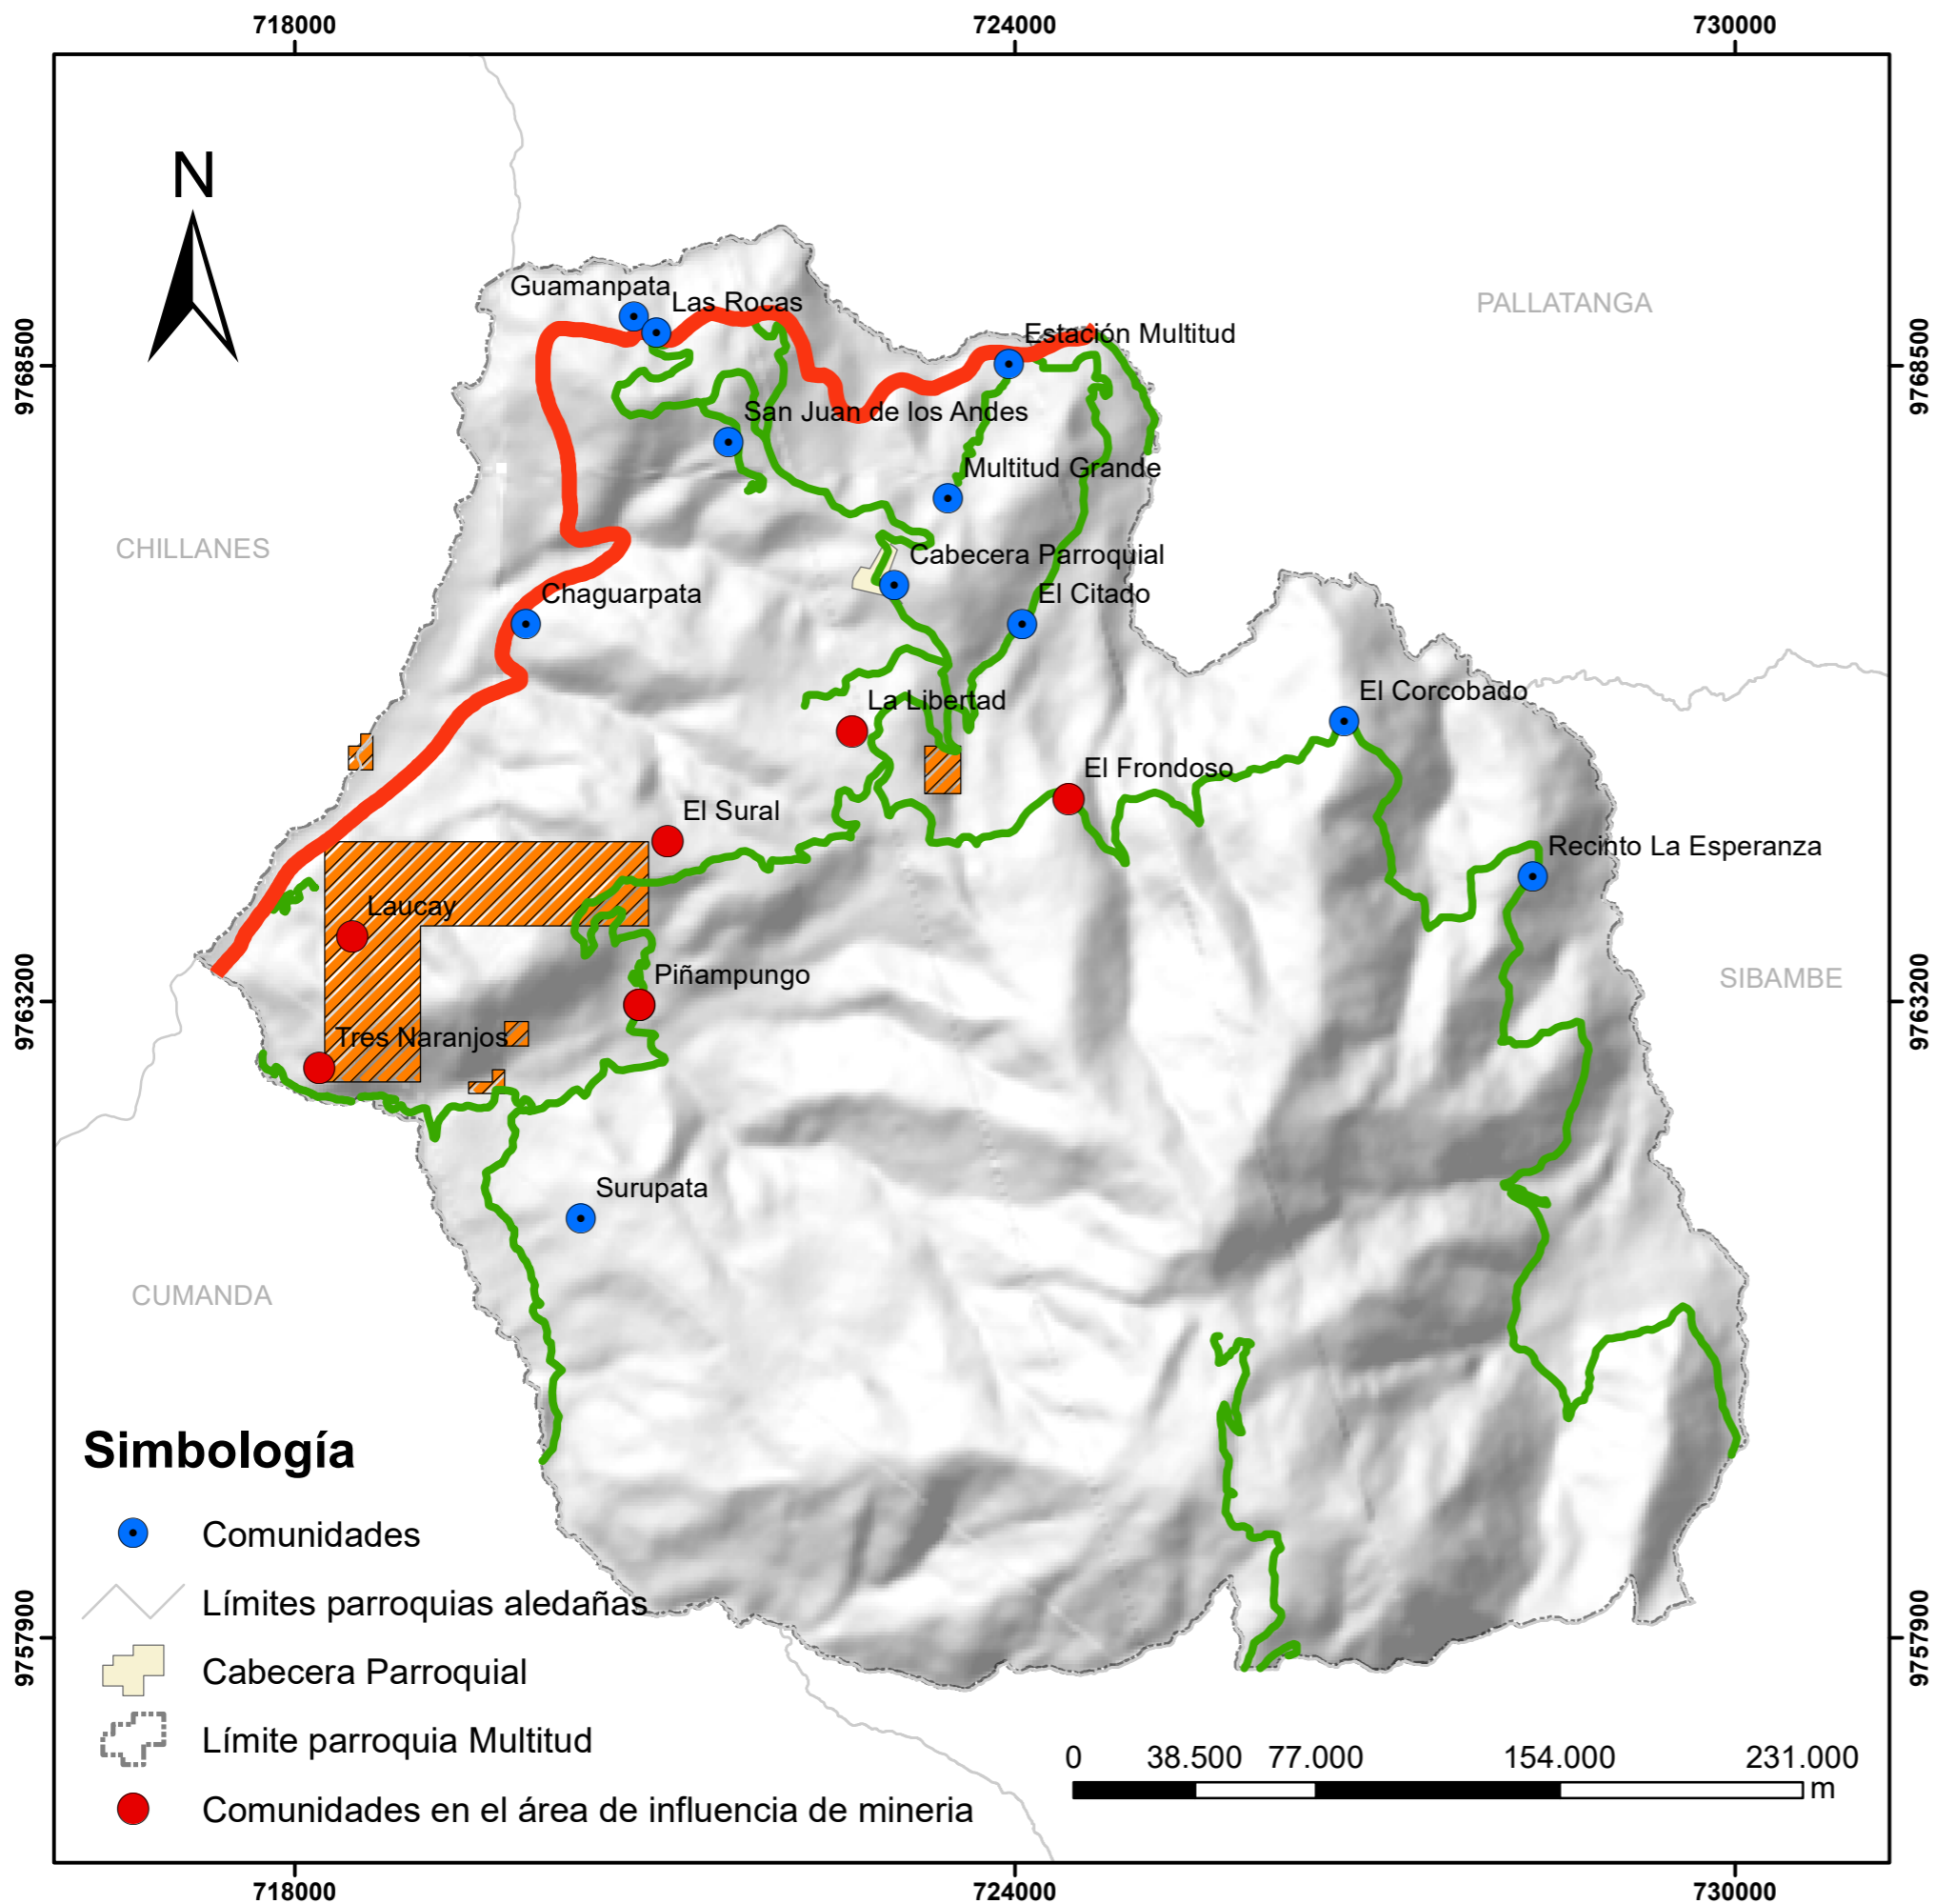 718000
724000
730000
N
Guamanpata
Las Rocas
PALLATANGA
Estación Multitud
9768500
9768500
San Juan de los Andes
Multitud Grande
CHILLANES
Cabecera Parroquial
Chaguarpata
El Citado
El Corcobado
La Libertad
El Frondoso
El Sural
Recinto La Esperanza
Laucay
Piñampungo
SIBAMBE
9763200
9763200
Tres Naranjos
Surupata
CUMANDA
Simbología
Comunidades
Límites parroquias aledañas
Cabecera Parroquial
Límite parroquia Multitud
Comunidades en el área de influencia de mineria
9757900
9757900
0 38.500 77.000 154.000 231.000
m
718000
724000
730000